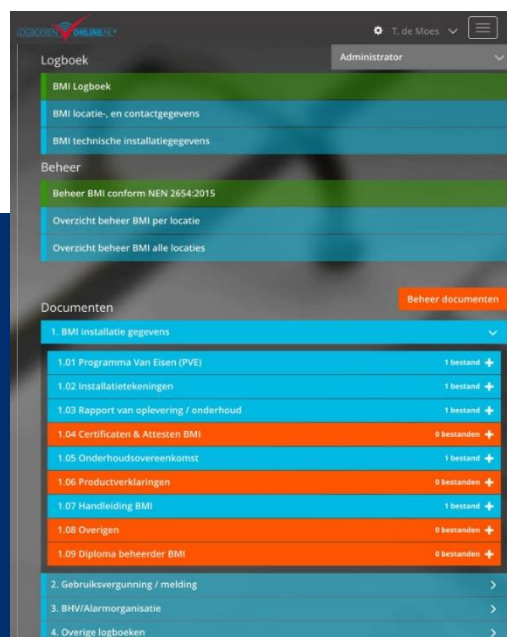 LOGBOEKEN ONLINE.NL
T. de Moes
Logboek
Administrator
BMI Logboek
BMI locatie-, en contactgegevens
BMI technische installatiegegevens
Beheer
Beheer BMI conform NEN 2654:2015
Overzicht beheer BMI per locatie
Overzicht beheer BMI alle locaties
Documenten
Beheer documenten
1. BMI installatie gegevens
1.01 Programma Van Eisen (PVE) 1 bestand
1.02 Installatietekeningen 1 bestand
1.03 Rapport van oplevering / onderhoud 1 bestand
1.04 Certificaten & Attesten BMI 0 bestanden
1.05 Onderhoudsovereenkomst 1 bestand
1.06 Productverklaringen 0 bestanden
1.07 Handleiding BMI 1 bestand
1.08 Overigen 0 bestanden
1.09 Diploma beheerder BMI 0 bestanden
2. Gebruiksvergunning / melding
3. BHV/Alarmorganisatie
4. Overige logboeken